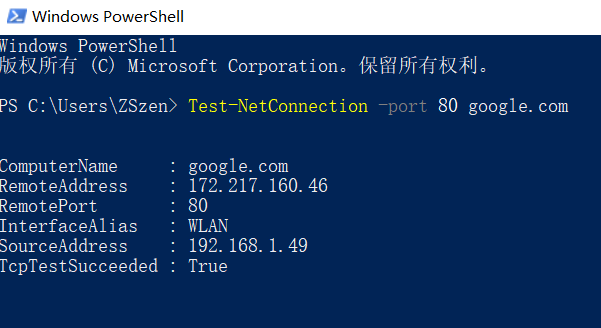 Windows PowerShell
Windows PowerShell
版权所有 (C) Microsoft Corporation。保留所有权利。
PS C:\Users\ZSzen> Test-NetConnection -port 80 google.com
ComputerName     : google.com
RemoteAddress    : 172.217.160.46
RemotePort       : 80
InterfaceAlias   : WLAN
SourceAddress    : 192.168.1.49
TcpTestSucceeded : True